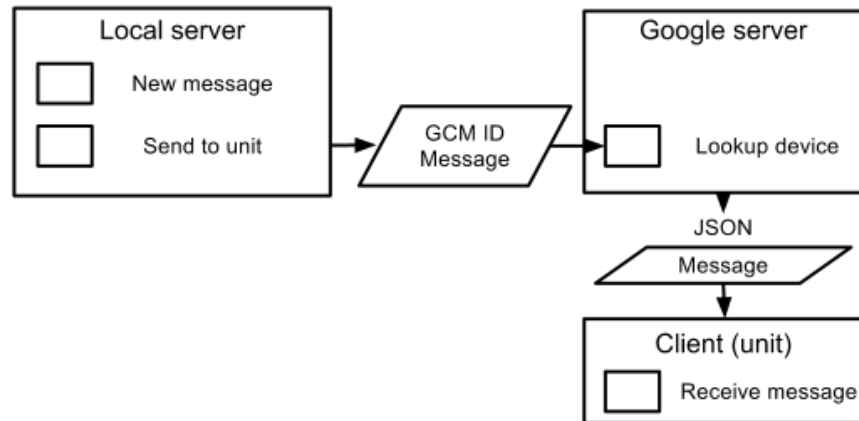 Local server
New message
Send to unit
GCM ID
Message
Google server
Lookup device
JSON
Message
Client (unit)
Receive message